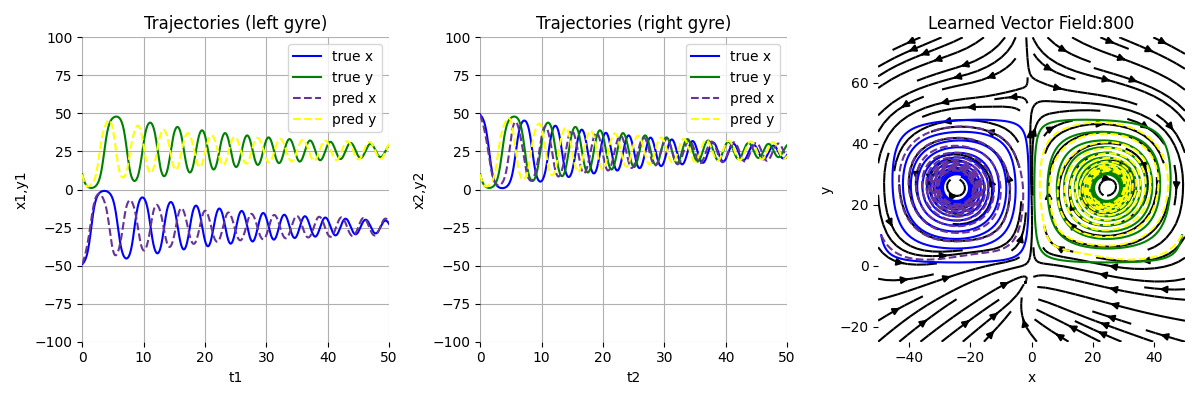 Trajectories (left gyre)
100
75
50
25
0
−25
−50
−75
−100
0
10
20
30
40
50
x1,y1
t1
true x
true y
pred x
pred y
Trajectories (right gyre)
100
75
50
25
0
−25
−50
−75
−100
0
10
20
30
40
50
x2,y2
t2
true x
true y
pred x
pred y
Learned Vector Field:800
60
40
20
0
−20
−40
−20
0
20
40
y
x